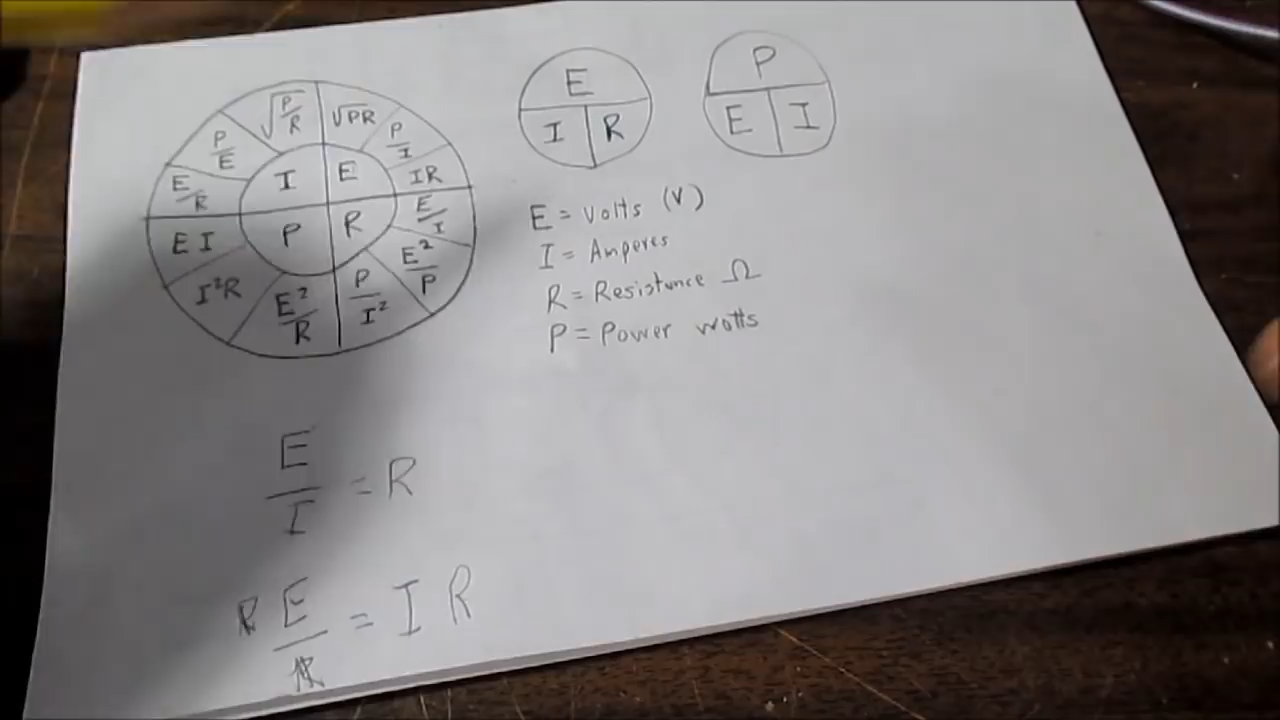 √P/R √PR
P/E P/I
E/R I E IR
EI P R E/I
I²R E²/R P/I² E²/P
E
I R
P
E I
E = Volts (V)
I = Amperes
R = Resistance Ω
P = Power watts
E/I = R
R E/R = I R